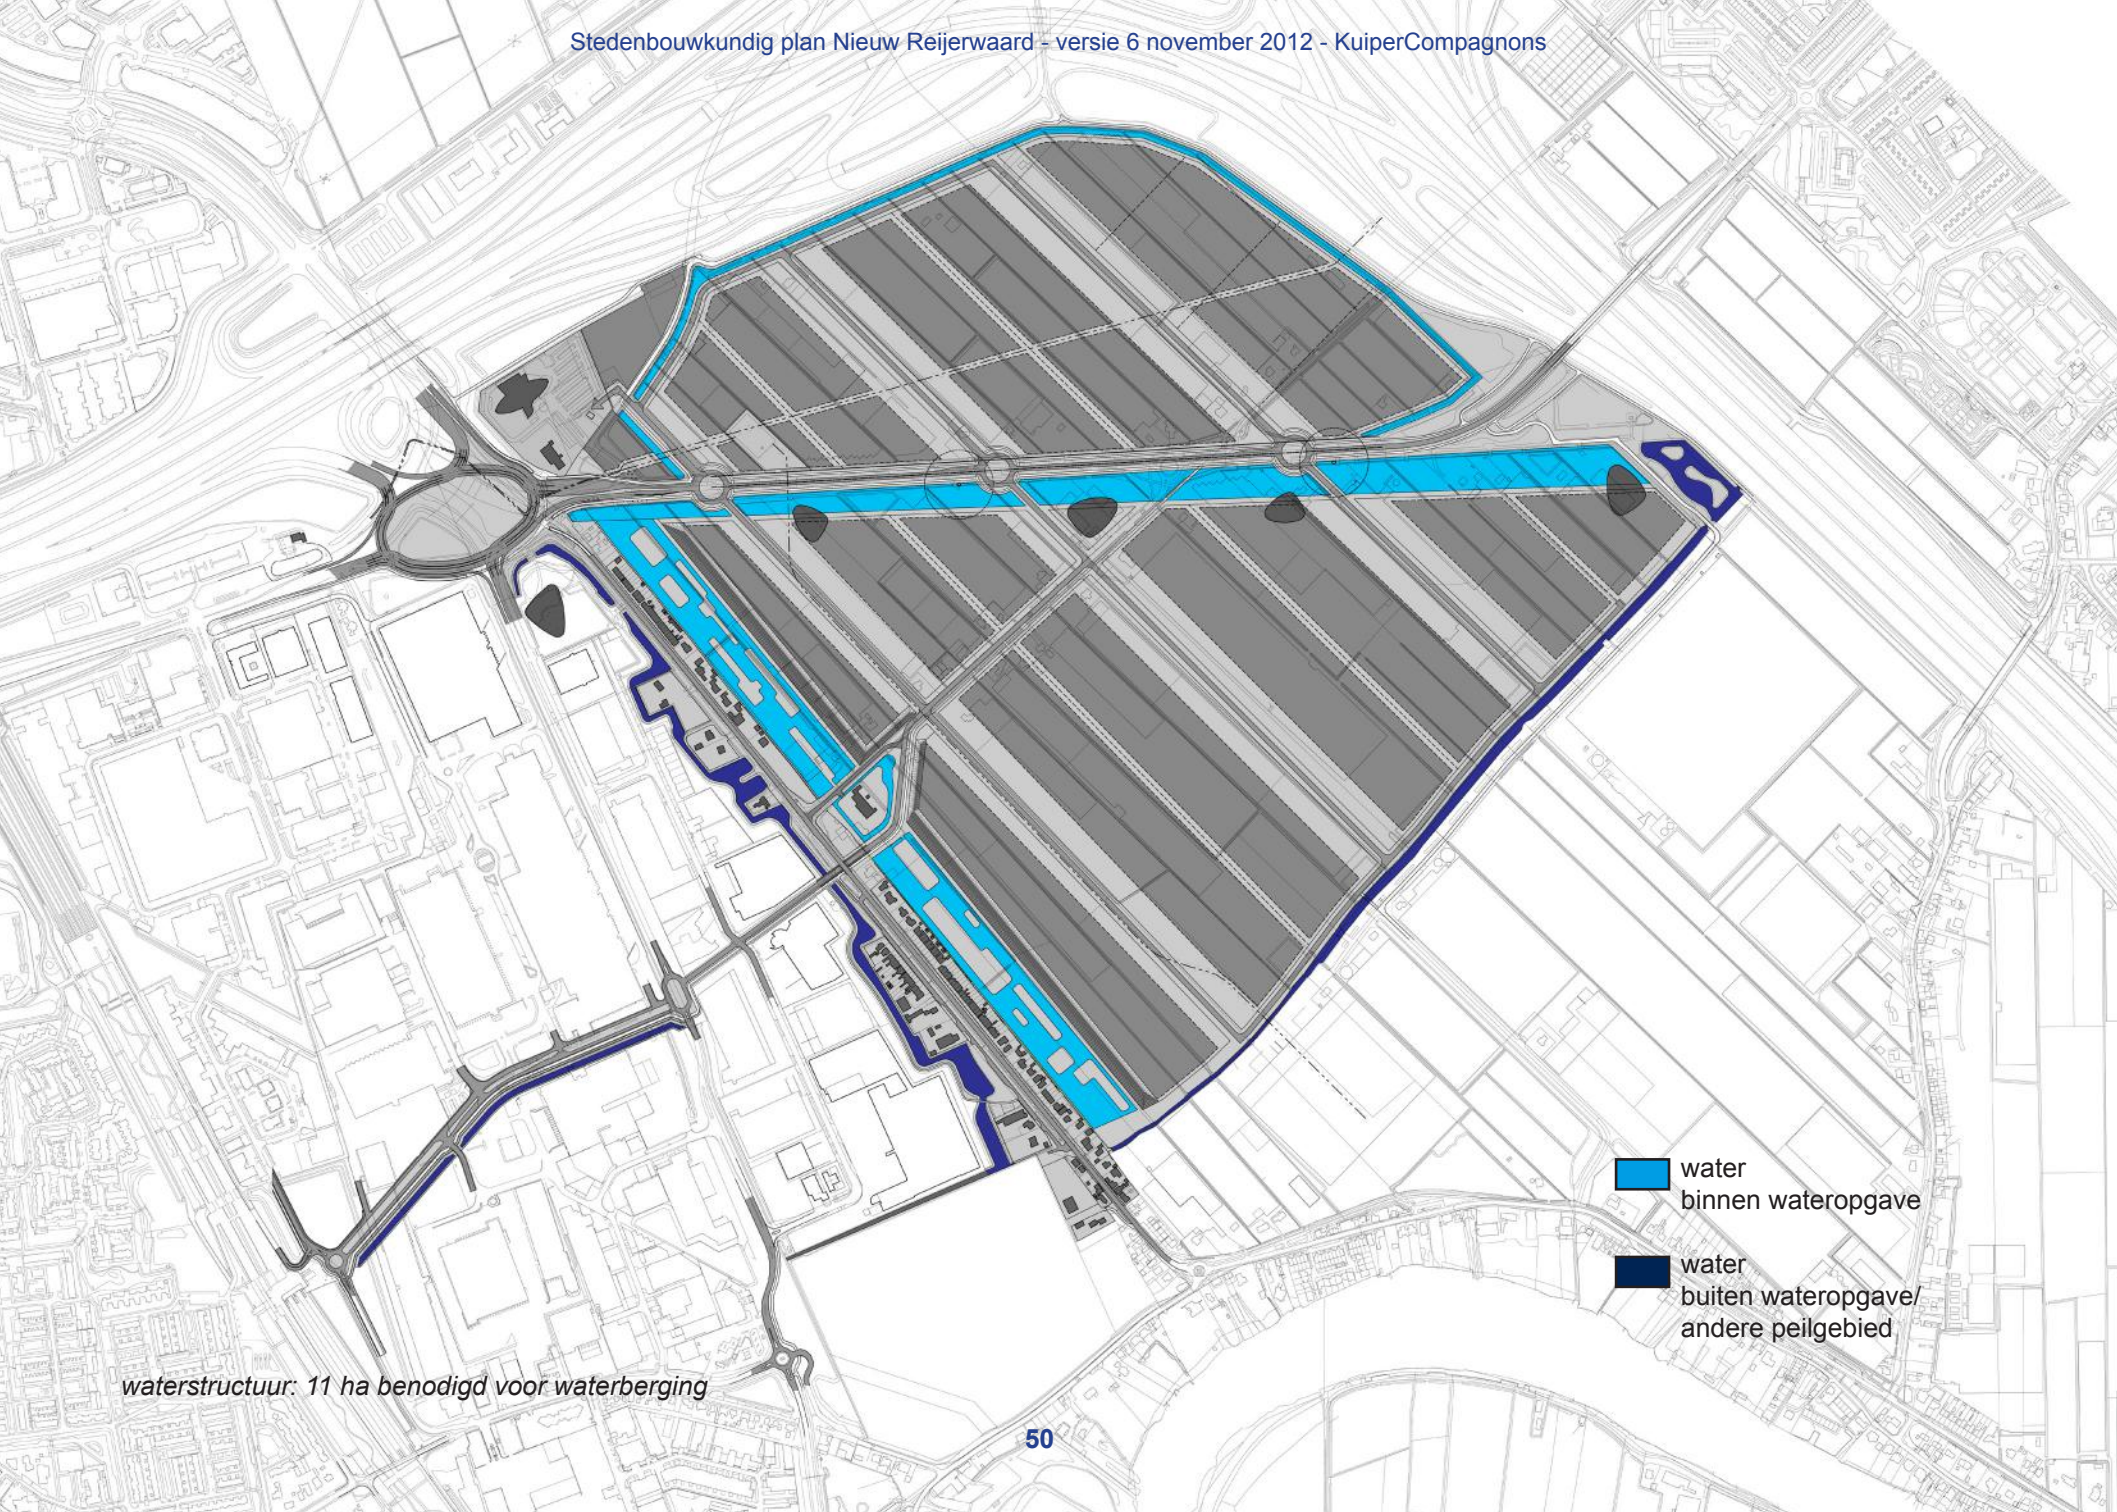 Stedenbouwkundig plan Nieuw Reijerwaard - versie 6 november 2012 - KuiperCompagnons
water
binnen wateropgave
water
buiten wateropgave/
andere peilgebied
waterstructuur: 11 ha benodigd voor waterberging
50